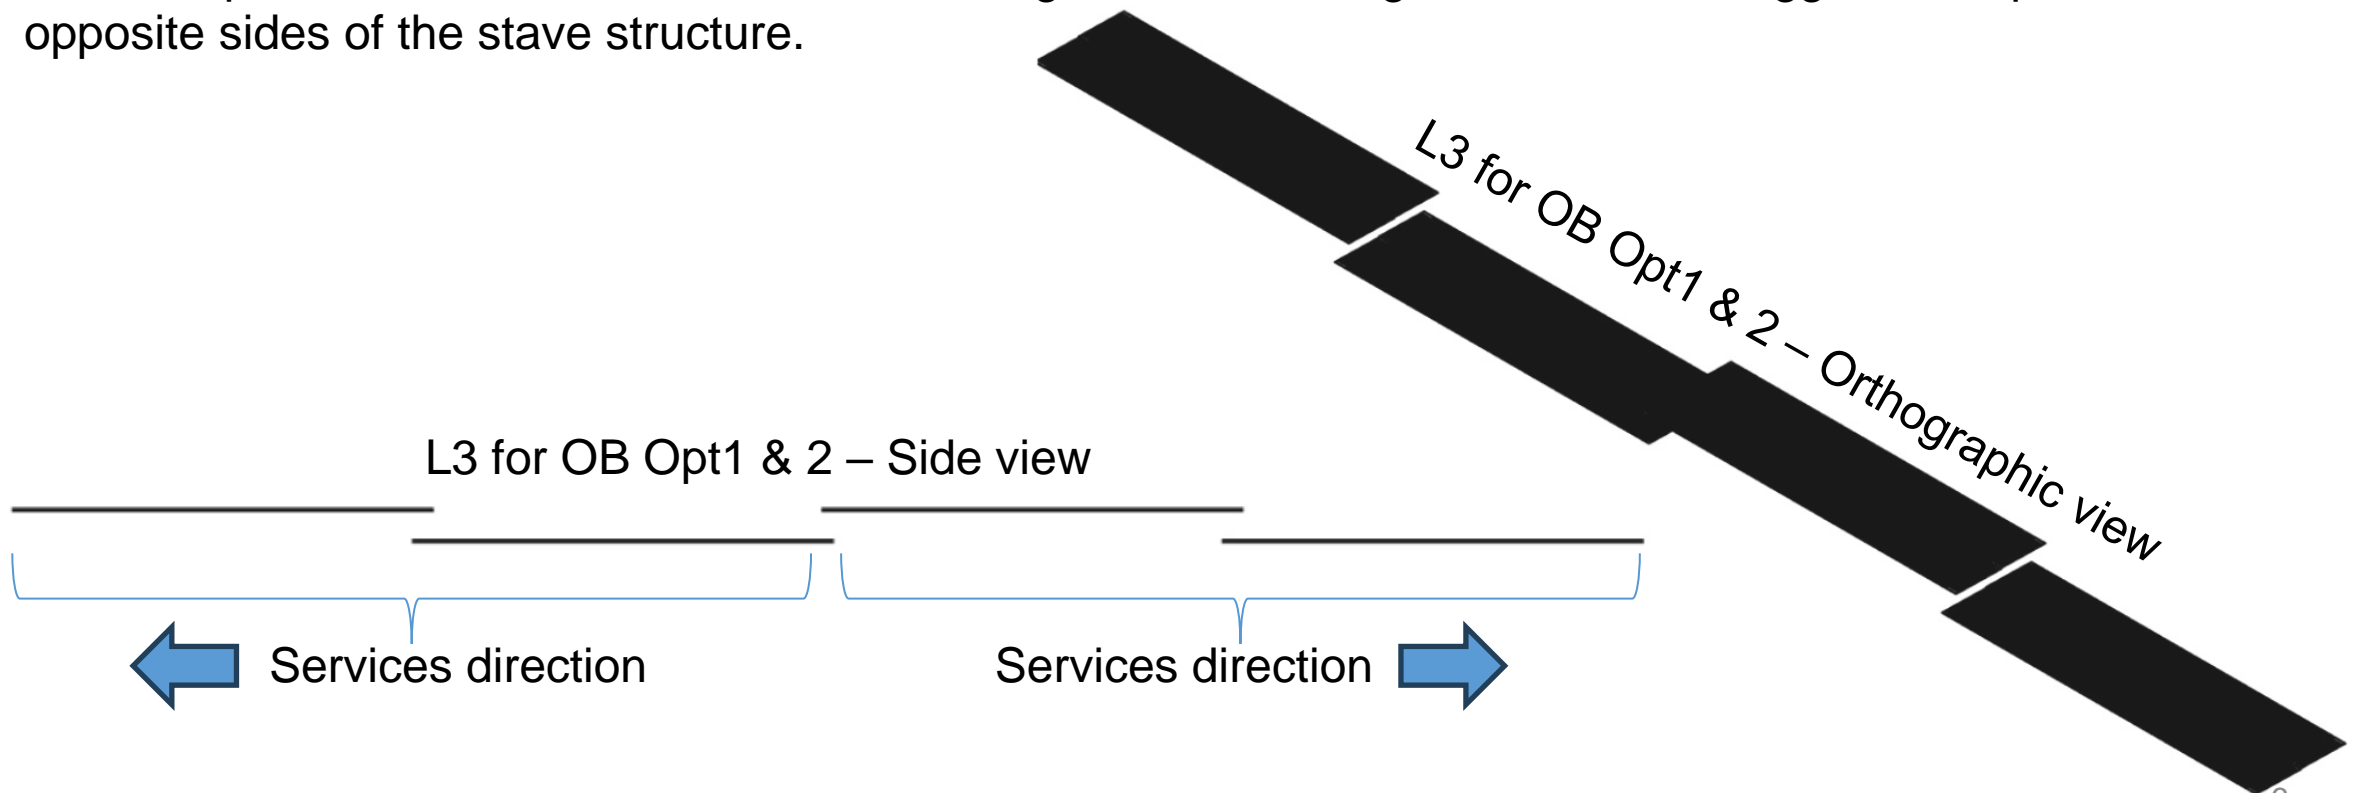 opposite sides of the stave structure.
L3 for OB Opt1 & 2 – Orthographic view
L3 for OB Opt1 & 2 – Side view
Services direction
Services direction